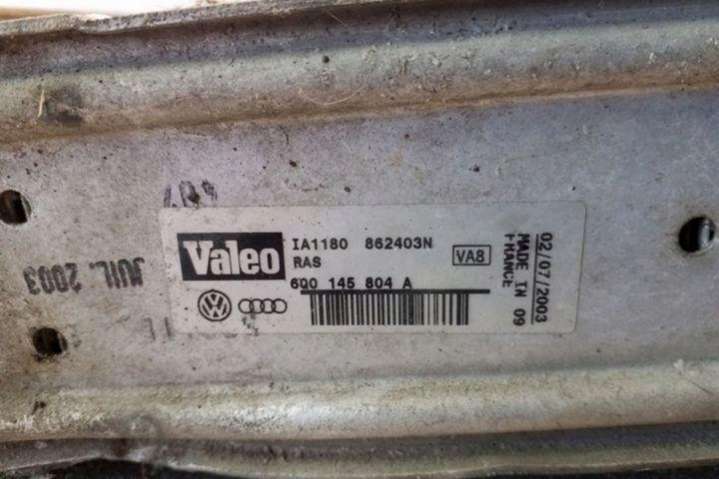 Valeo
IA1180 862403N
RAS
VA8
6Q0 145 804 A
02/07/2003
MADE IN 09
FRANCE
JUIL. 2003